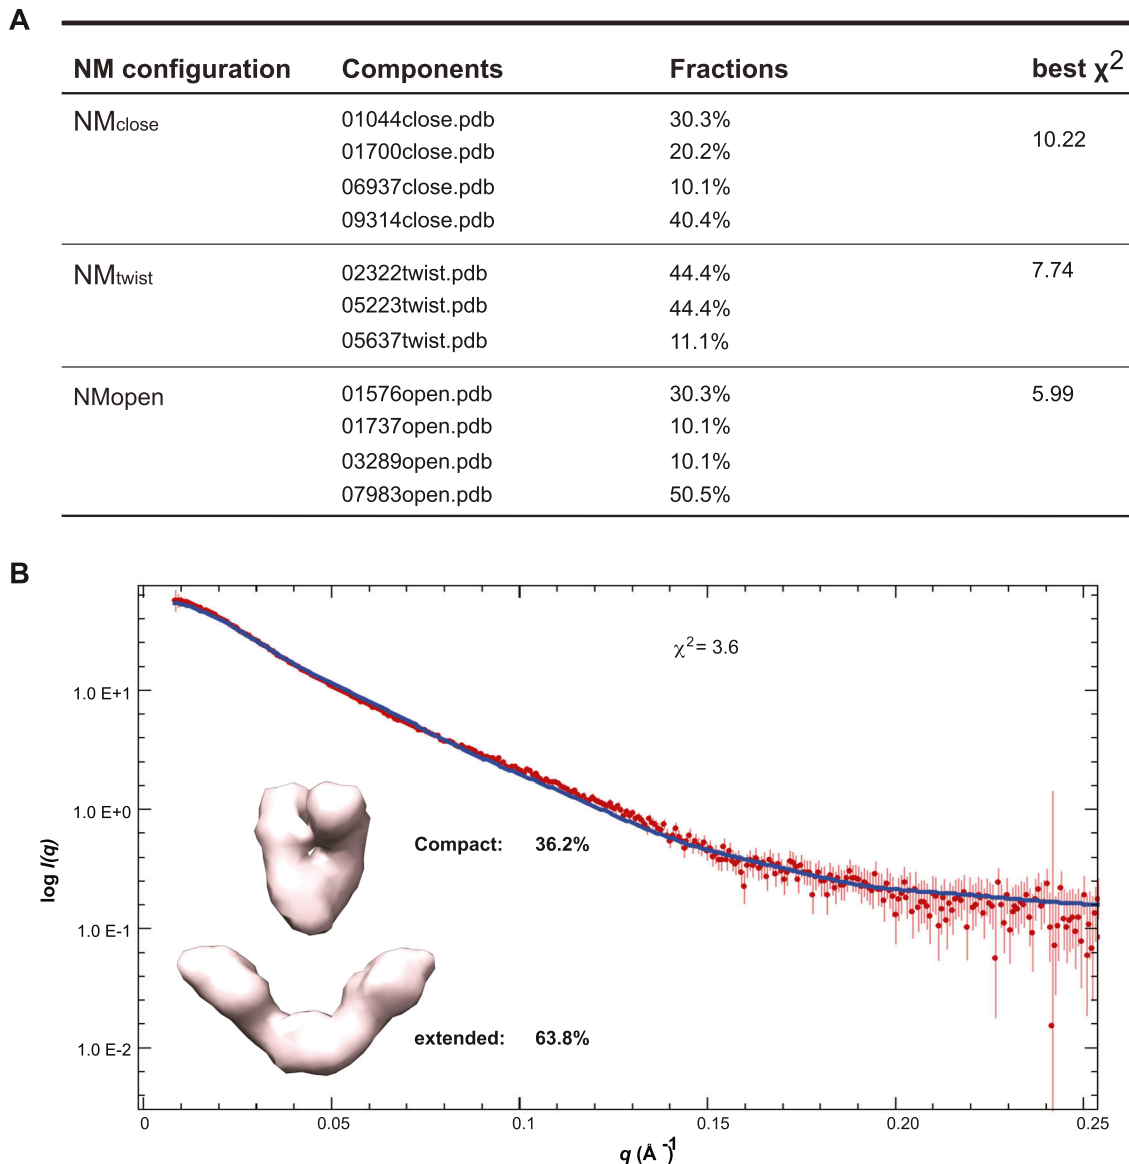 A
NM configuration Components Fractions best χ2
NMclose 01044close.pdb 30.3% 10.22
01700close.pdb 20.2%
06937close.pdb 10.1%
09314close.pdb 40.4%
NMtwist 02322twist.pdb 44.4% 7.74
05223twist.pdb 44.4%
05637twist.pdb 11.1%
NMopen 01576open.pdb 30.3% 5.99
01737open.pdb 10.1%
03289open.pdb 10.1%
07983open.pdb 50.5%
B
χ2= 3.6
1.0 E+1
1.0 E+0
Compact: 36.2%
log I(q)
1.0 E-1
extended: 63.8%
1.0 E-2
0 0.05 0.1 0.15 0.20 0.25
q (Å-1